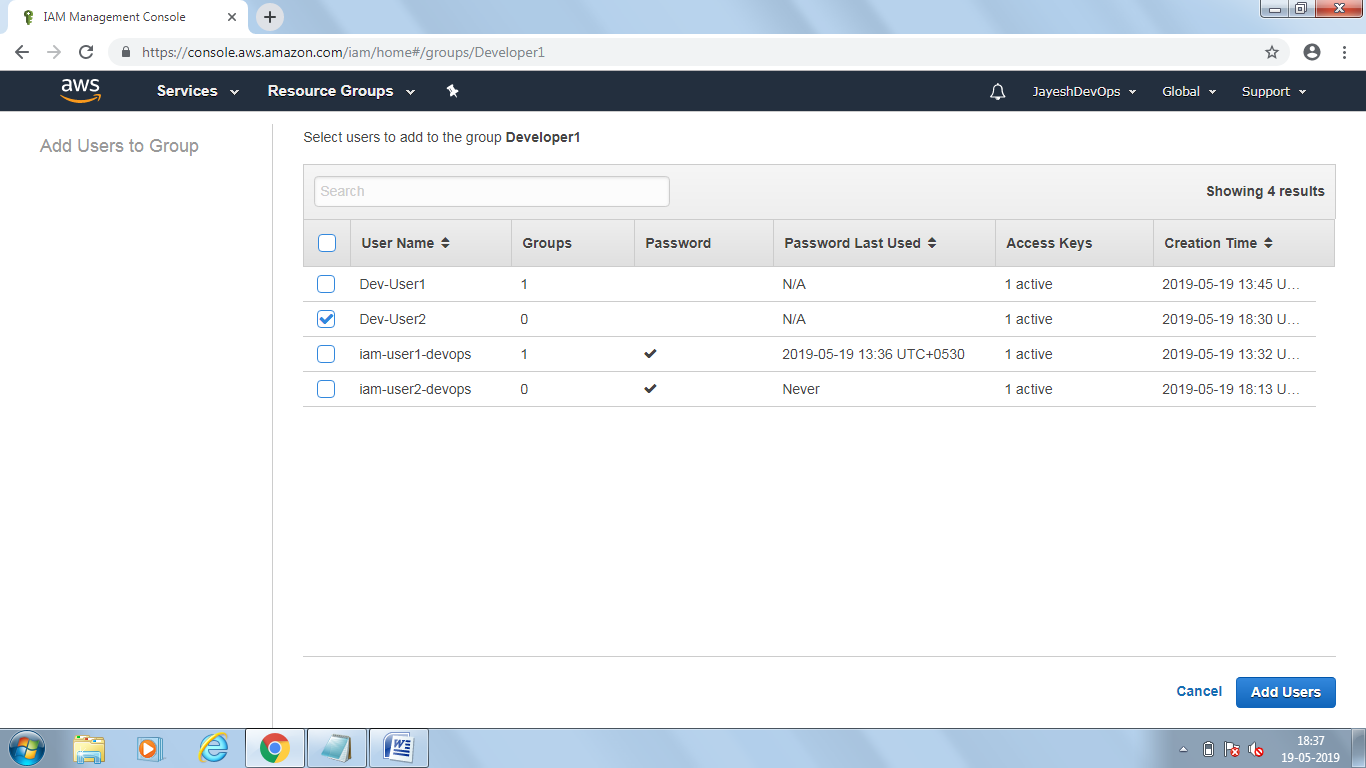 IAM Management Console
https://console.aws.amazon.com/iam/home#/groups/Developer1
aws Services Resource Groups JayeshDevOps Global Support
Add Users to Group
Select users to add to the group Developer1
Search Showing 4 results
User Name Groups Password Password Last Used Access Keys Creation Time
Dev-User1 1 N/A 1 active 2019-05-19 13:45 U…
Dev-User2 0 N/A 1 active 2019-05-19 18:30 U…
iam-user1-devops 1 2019-05-19 13:36 UTC+0530 1 active 2019-05-19 13:32 U…
iam-user2-devops 0 Never 1 active 2019-05-19 18:13 U…
Cancel Add Users
18:37
19-05-2019